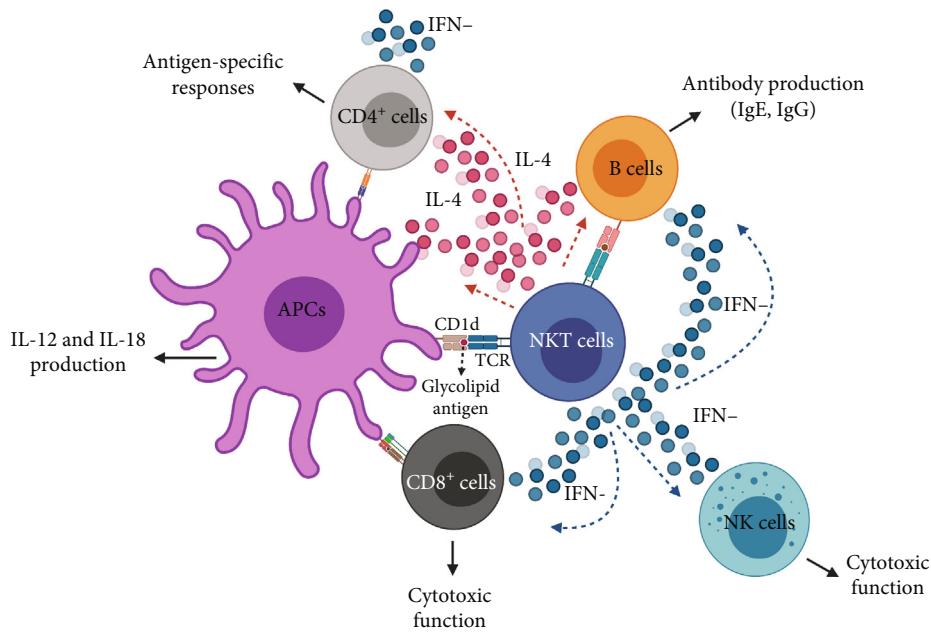 IFN–
Antigen-specific
responses
CD4+ cells
Antibody production
(IgE, IgG)
IL-4
B cells
IL-4
APCs
IFN–
CD1d
NKT cells
IL-12 and IL-18
production
TCR
Glycolipid
antigen
IFN–
CD8+ cells
IFN-
NK cells
Cytotoxic
function
Cytotoxic
function